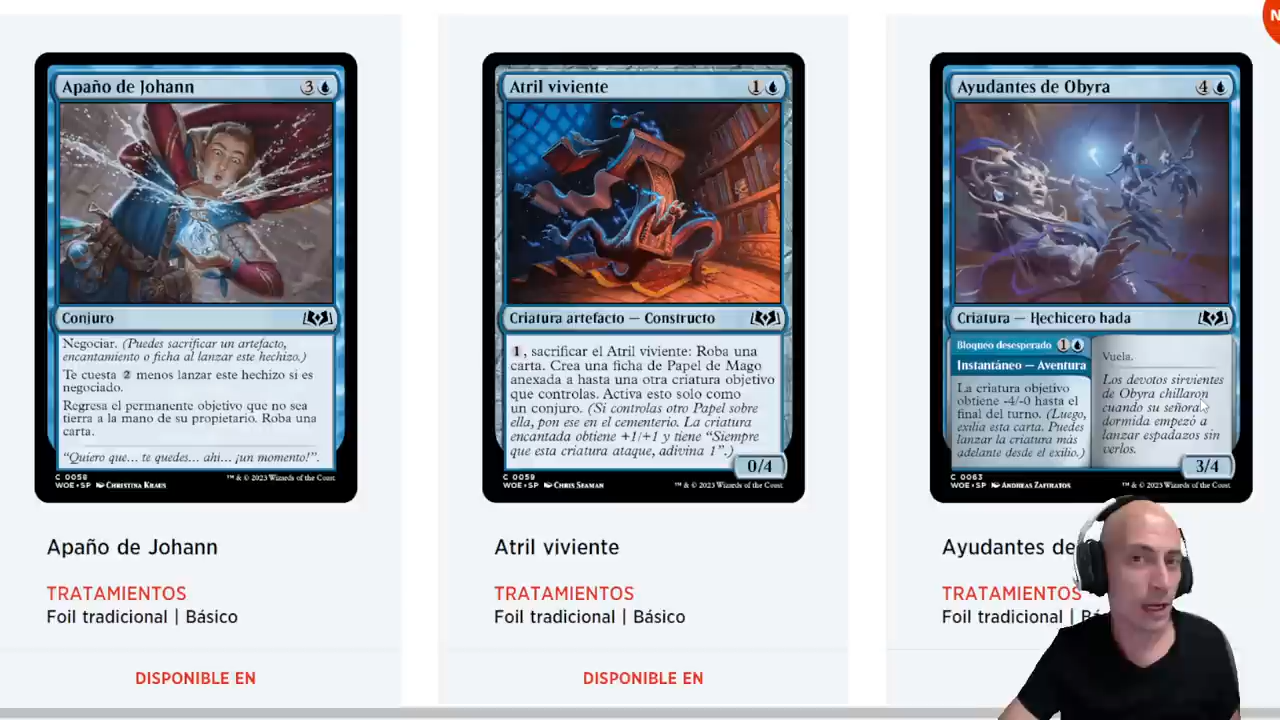 Apaño de Johann
3
Conjuro
Negociar. (Puedes sacrificar un artefacto,
encantamiento o ficha al lanzar este hechizo.)
Te cuesta 2 menos lanzar este hechizo si es
negociado.
Regresa el permanente objetivo que no sea
tierra a la mano de su propietario. Roba una
carta.
"Quiero que… te quedes… ahí… ¡un momento!".
C 0058
WOE • SP Christina Kraus
™ & © 2023 Wizards of the Coast
Apaño de Johann
TRATAMIENTOS
Foil tradicional | Básico
DISPONIBLE EN
Atril viviente
1
Criatura artefacto — Constructo
1, sacrificar el Atril viviente: Roba una
carta. Crea una ficha de Papel de Mago
anexada a hasta una otra criatura objetivo
que controlas. Activa esto solo como
un conjuro. (Si controlas otro Papel sobre
ella, pon ese en el cementerio. La criatura
encantada obtiene +1/+1 y tiene “Siempre
que esta criatura ataque, adivina 1”.)
0/4
C 0059
WOE • SP Chris Seaman
™ & © 2023 Wizards of the Coast
Atril viviente
TRATAMIENTOS
Foil tradicional | Básico
DISPONIBLE EN
N
Ayudantes de Obyra
4
Criatura — Hechicero hada
Bloqueo desesperado 1
Instantáneo — Aventura
La criatura objetivo
obtiene -4/-0 hasta el
final del turno. (Luego,
exilia esta carta. Puedes
lanzar la criatura más
adelante desde el exilio.)
Vuela.
Los devotos sirvientes
de Obyra chillaron
cuando su señora
dormida empezó a
lanzar espadazos sin
verlos.
3/4
C 0063
WOE • SP Andreas Zafiratos
™ & © 2023 Wizards of the Coast
Ayudantes de
TRATAMIENTOS
Foil tradicional |